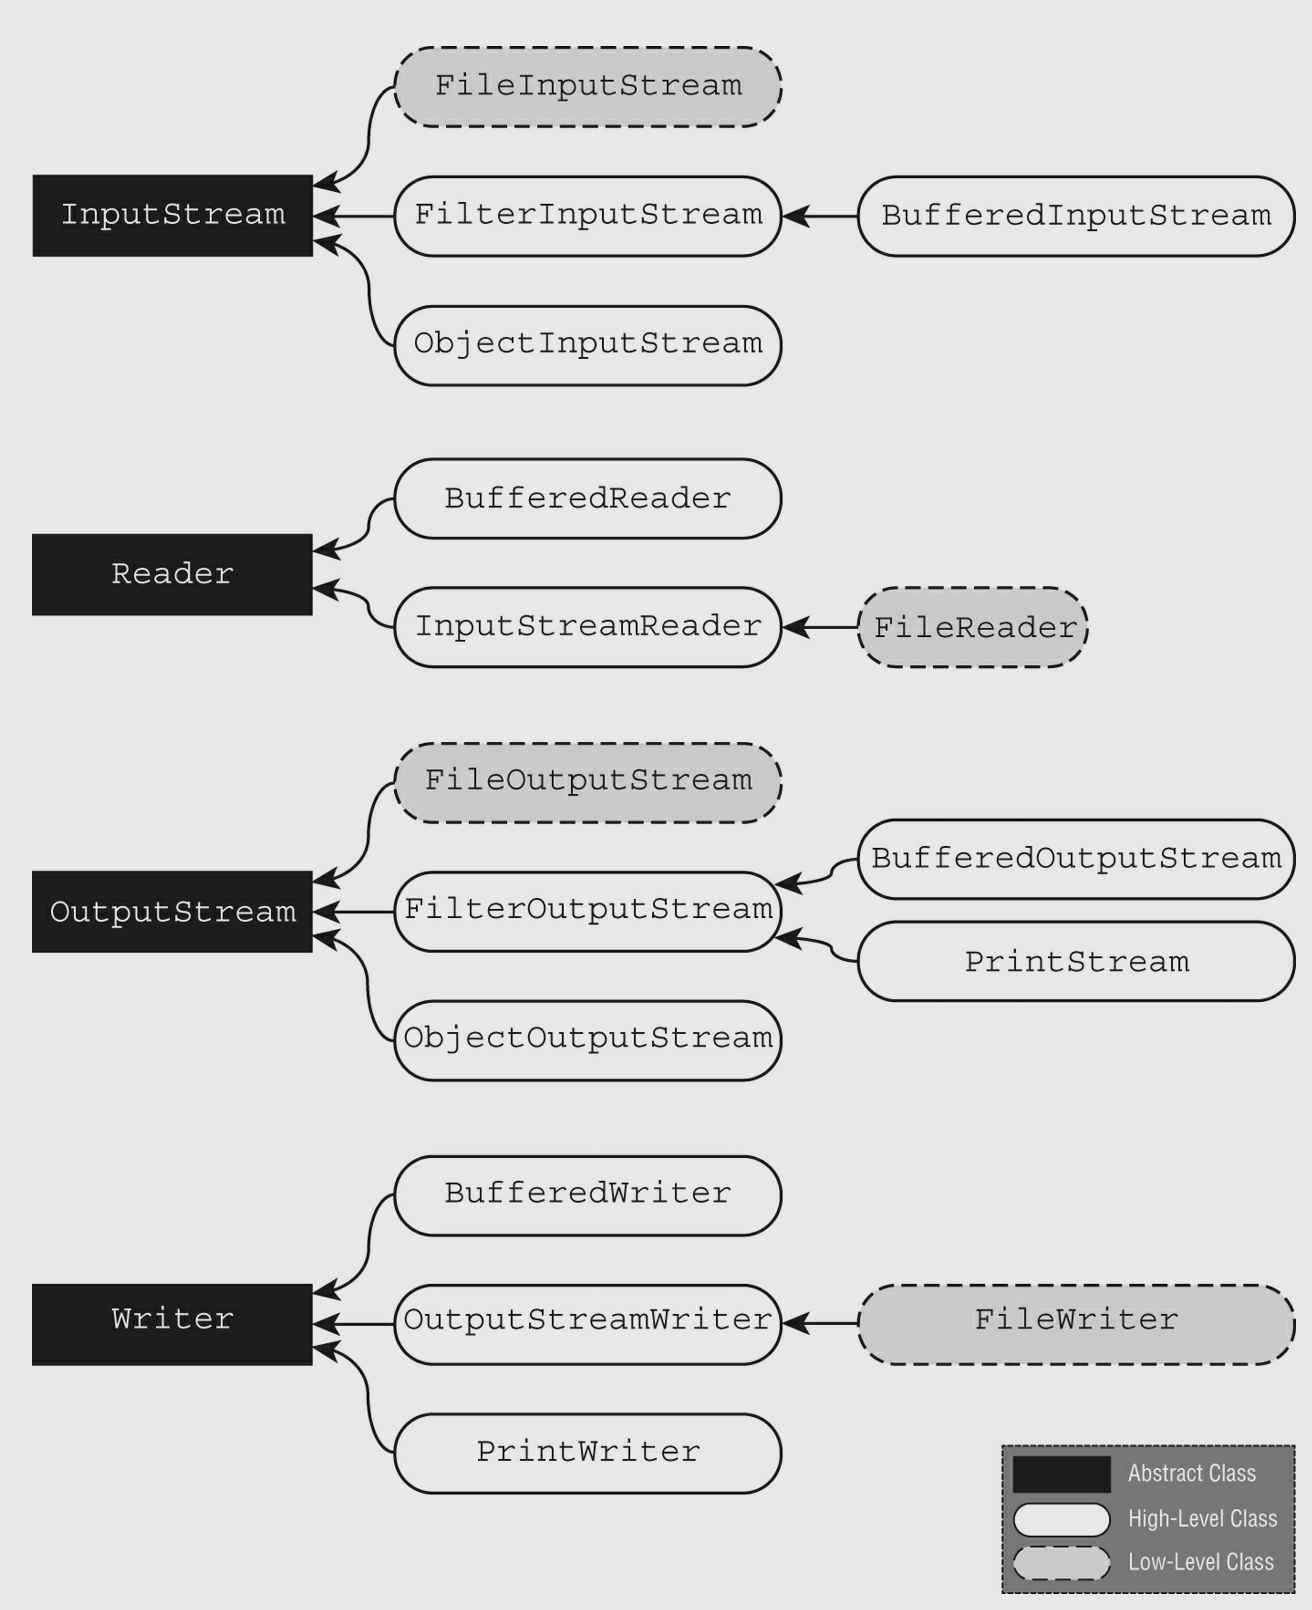 FileInputStream
InputStream
FilterInputStream
BufferedInputStream
ObjectInputStream
BufferedReader
Reader
InputStreamReader
FileReader
FileOutputStream
BufferedOutputStream
OutputStream
FilterOutputStream
PrintStream
ObjectOutputStream
BufferedWriter
Writer
OutputStreamWriter
FileWriter
PrintWriter
Abstract Class
High-Level Class
Low-Level Class